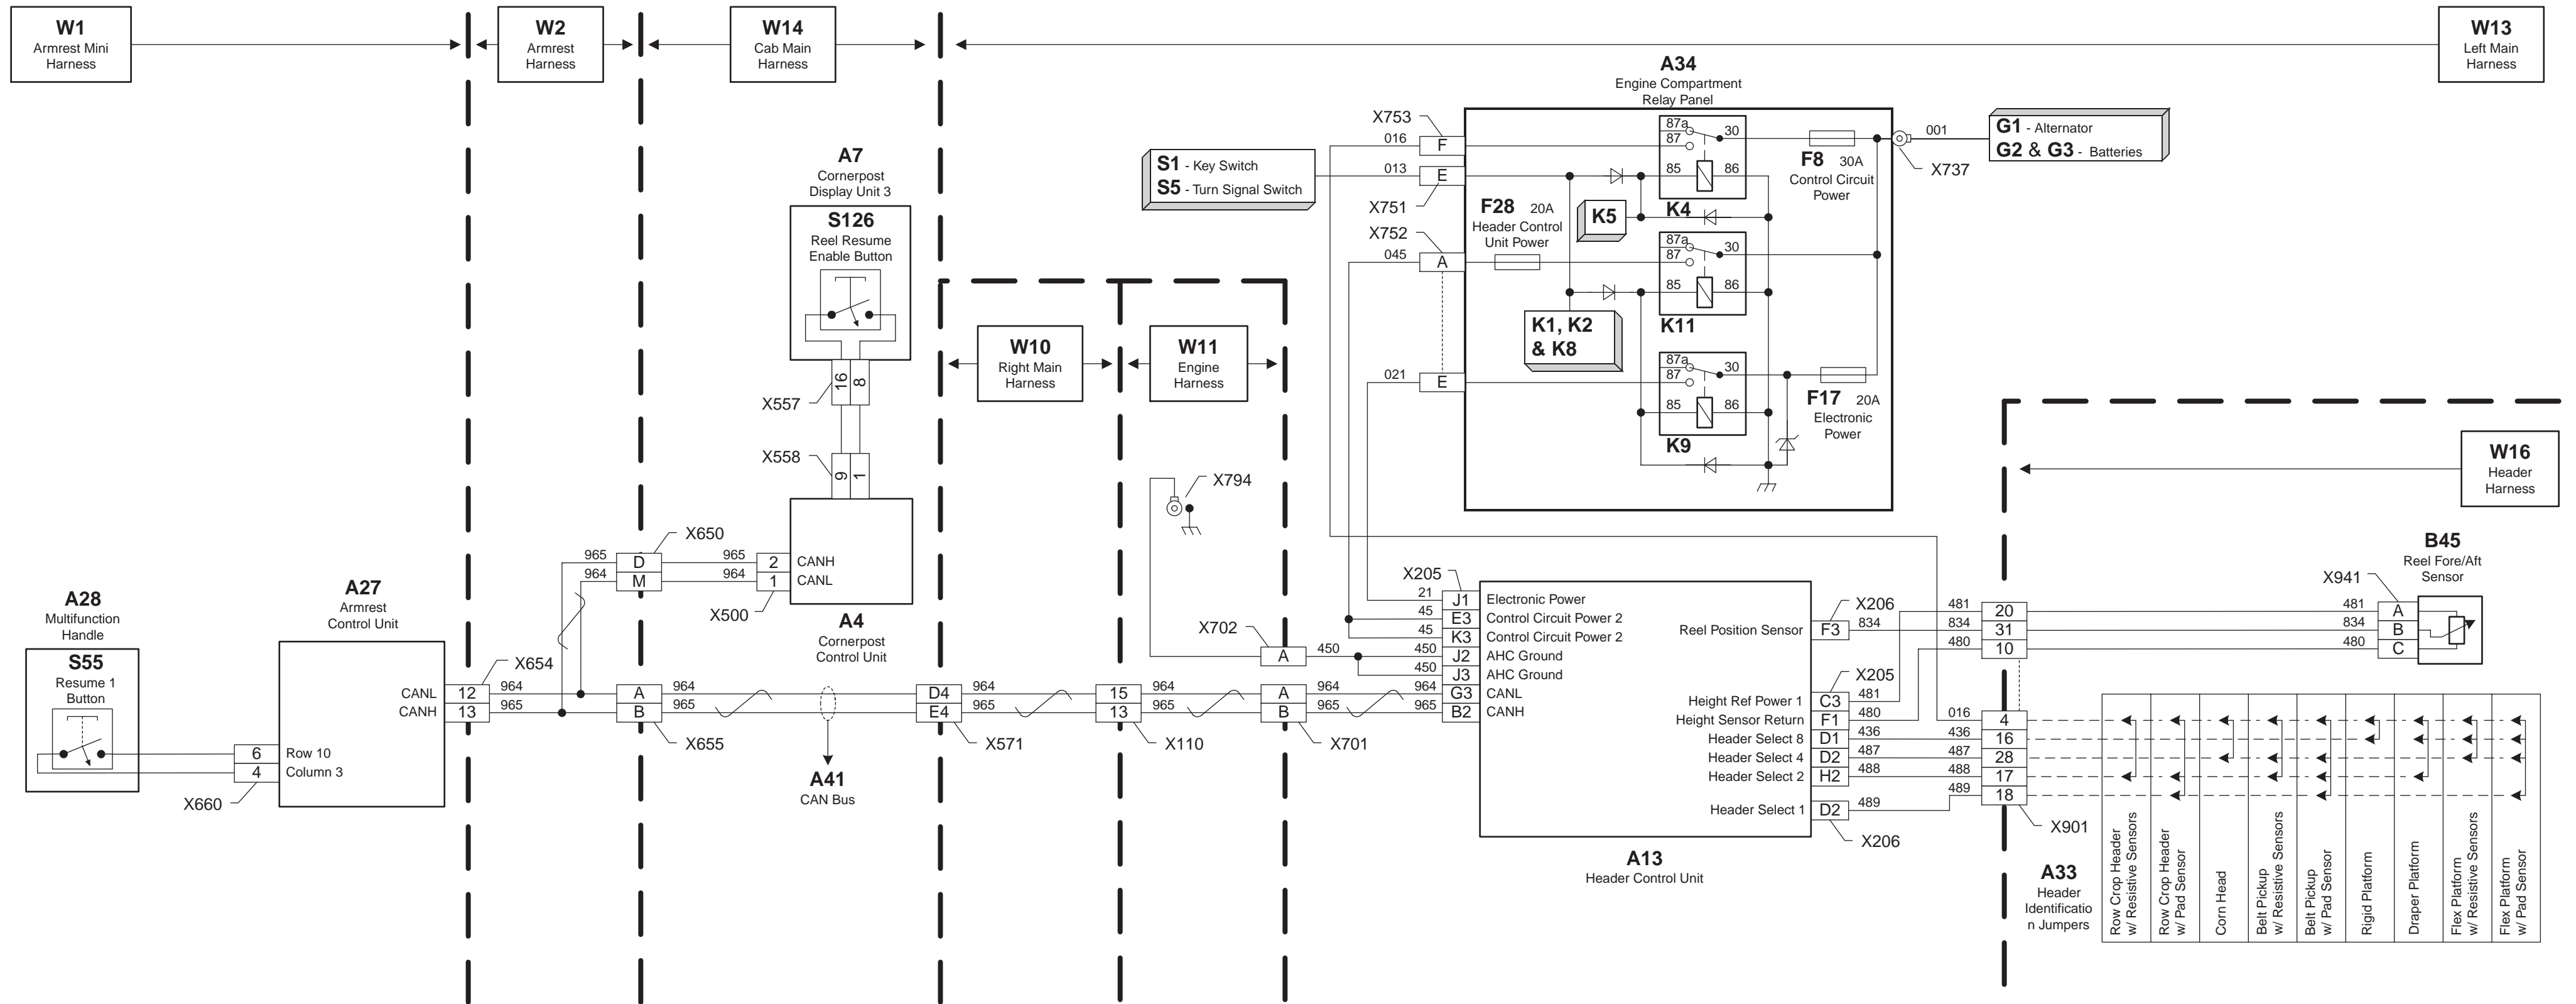 W1
Armrest Mini
Harness
W2
Armrest
Harness
W14
Cab Main
Harness
W13
Left Main
Harness
A34
Engine Compartment
Relay Panel
X753
016
F
013
E
X751
X752
045
A
021
E
S1 - Key Switch
S5 - Turn Signal Switch
87a
87
30
85
86
K4
F8 30A
Control Circuit
Power
001
X737
G1 - Alternator
G2 & G3 - Batteries
F28 20A
Header Control
Unit Power
K5
87a
87
30
85
86
K11
K1, K2
& K8
87a
87
30
85
86
K9
F17 20A
Electronic
Power
A7
Cornerpost
Display Unit 3
S126
Reel Resume
Enable Button
16
8
X557
X558
9
1
W10
Right Main
Harness
W11
Engine
Harness
W16
Header
Harness
X794
X650
965
D
965
2
CANH
964
M
964
1
CANL
X500
A4
Cornerpost
Control Unit
A28
Multifunction
Handle
S55
Resume 1
Button
A27
Armrest
Control Unit
6
Row 10
4
Column 3
X660
X654
CANL
12
964
CANH
13
965
A
964
B
965
X655
A41
CAN Bus
D4
964
E4
965
X571
15
964
13
965
X110
X702
A
450
A
964
B
965
X701
X205
21
J1
Electronic Power
45
E3
Control Circuit Power 2
45
K3
Control Circuit Power 2
450
J2
AHC Ground
450
J3
AHC Ground
964
G3
CANL
965
B2
CANH
A13
Header Control Unit
X206
Reel Position Sensor
F3
834
X205
Height Ref Power 1
C3
481
Height Sensor Return
F1
480
Header Select 8
D1
436
Header Select 4
D2
487
Header Select 2
H2
488
Header Select 1
D2
489
X206
481
20
834
31
480
10
016
4
436
16
487
28
488
17
489
18
X901
B45
Reel Fore/Aft
Sensor
X941
481
A
834
B
480
C
A33
Header
Identificatio
n Jumpers
Row Crop Header
w/ Resistive Sensors
Row Crop Header
w/ Pad Sensor
Corn Head
Belt Pickup
w/ Resistive Sensors
Belt Pickup
w/ Pad Sensor
Rigid Platform
Draper Platform
Flex Platform
w/ Resistive Sensors
Flex Platform
w/ Pad Sensor